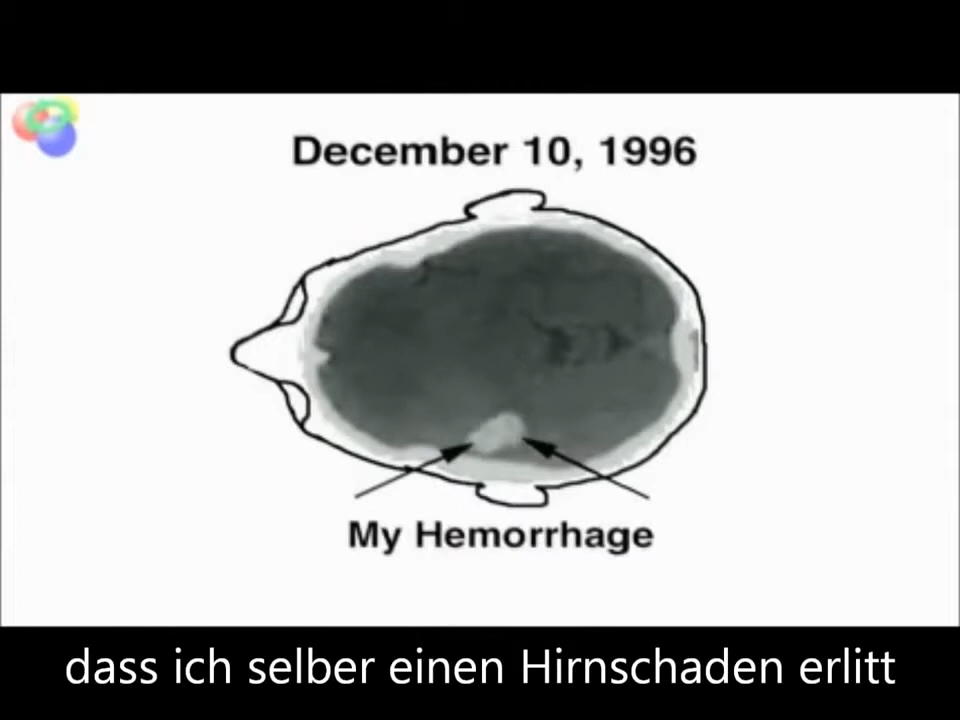 December 10, 1996
My Hemorrhage
dass ich selber einen Hirnschaden erlitt